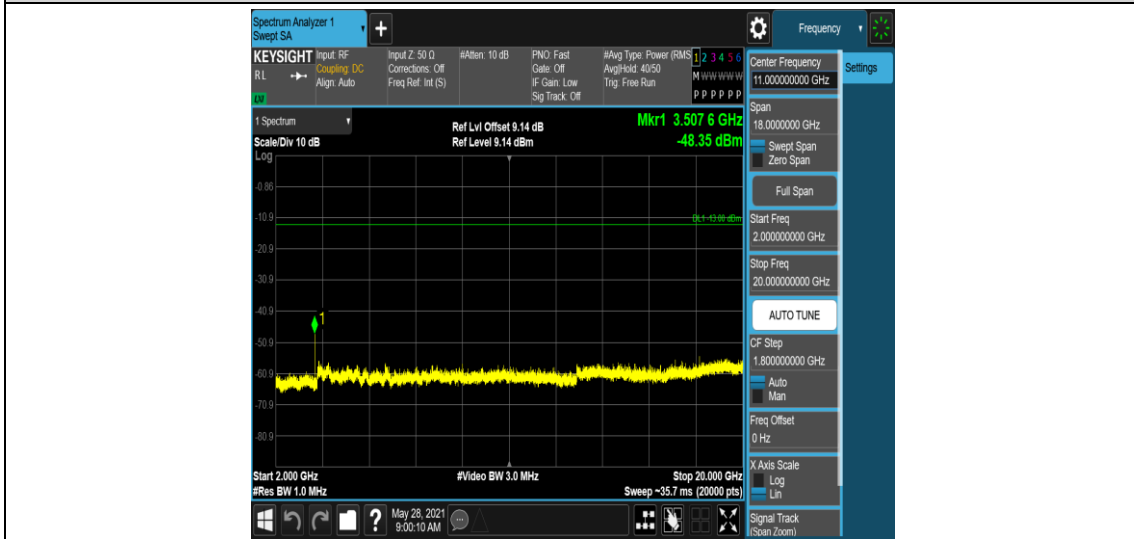 Spectrum Analyzer 1
Swept SA
Frequency
KEYSIGHT
RL
Input: RF
Coupling: DC
Align: Auto
Input Z: 50 Ω
Corrections: Off
Freq Ref: Int (S)
#Atten: 10 dB
PNO: Fast
Gate: Off
IF Gain: Low
Sig Track: Off
#Avg Type: Power (RMS
Avg|Hold: 40/50
Trig: Free Run
1 2 3 4 5 6
M W W W W W
P P P P P P
1 Spectrum
Scale/Div 10 dB
Log
Ref Lvl Offset 9.14 dB
Ref Level 9.14 dBm
Mkr1 3.507 6 GHz
-48.35 dBm
-0.86
-10.9
DL1 -13.00 dBm
-20.9
-30.9
-40.9
1
-50.9
-60.9
-70.9
-80.9
Start 2.000 GHz
#Res BW 1.0 MHz
#Video BW 3.0 MHz
Stop 20.000 GHz
Sweep ~35.7 ms (20000 pts)
Center Frequency
11.000000000 GHz
Settings
Span
18.0000000 GHz
Swept Span
Zero Span
Full Span
Start Freq
2.000000000 GHz
Stop Freq
20.000000000 GHz
AUTO TUNE
CF Step
1.800000000 GHz
Auto
Man
Freq Offset
0 Hz
X Axis Scale
Log
Lin
Signal Track
(Span Zoom)
?
May 28, 2021
9:00:10 AM